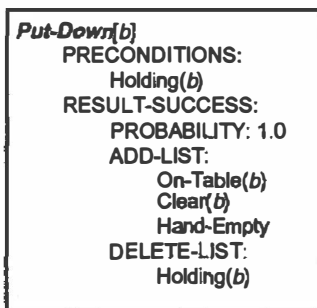 Put-Down[b]
PRECONDITIONS:
Holding(b)
RESULT-SUCCESS:
PROBABILITY: 1.0
ADD-LIST:
On-Table(b)
Clear(b)
Hand-Empty
DELETE-LIST:
Holding(b)